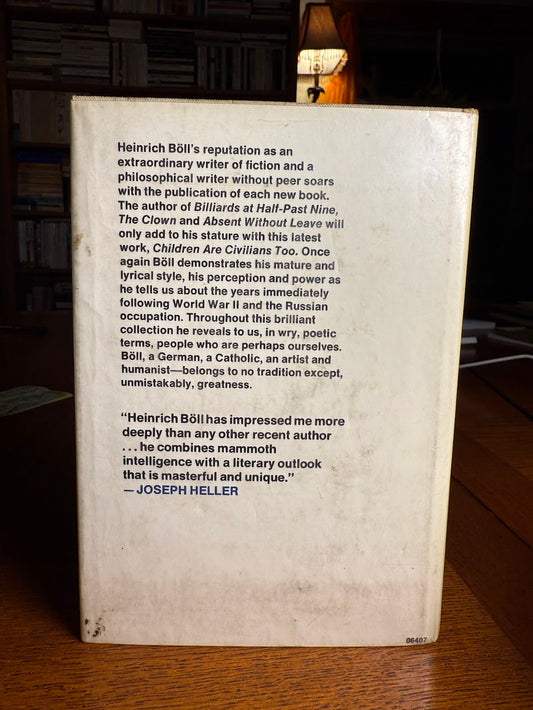 Heinrich Böll's reputation as an
extraordinary writer of fiction and a
philosophical writer without peer soars
with the publication of each new book.
The author of Billiards at Half-Past Nine,
The Clown and Absent Without Leave will
only add to his stature with this latest
work, Children Are Civilians Too. Once
again Böll demonstrates his mature and
lyrical style, his perception and power as
he tells us about the years immediately
following World War II and the Russian
occupation. Throughout this brilliant
collection he reveals to us, in wry, poetic
terms, people who are perhaps ourselves.
Böll, a German, a Catholic, an artist and
humanist—belongs to no tradition except,
unmistakably, greatness.
"Heinrich Böll has impressed me more
deeply than any other recent author
...he combines mammoth
intelligence with a literary outlook
that is masterful and unique."
—JOSEPH HELLER
06407